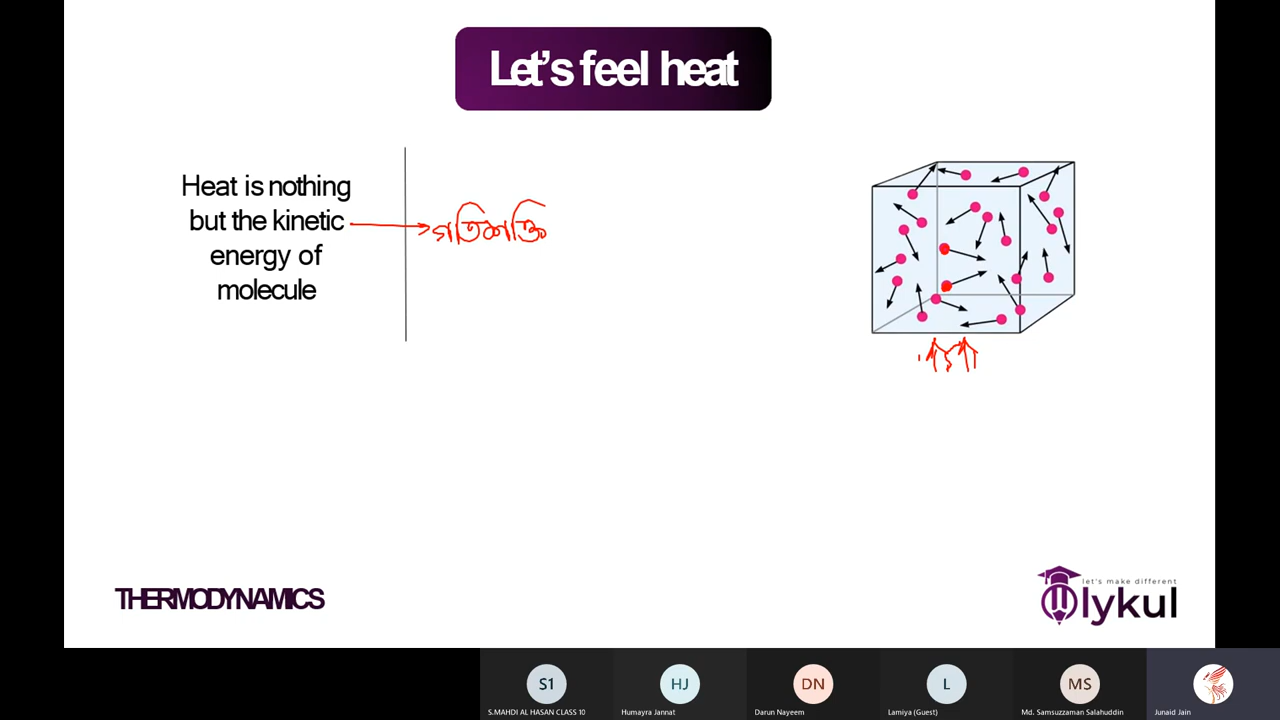 Let's feel heat
Heat is nothing
but the kinetic
energy of
molecule
গতিশক্তি
THERMODYNAMICS
let's make different
lykul
S1
HJ
DN
L
MS
S.MAHDI AL HASAN CLASS 10
Humayra Jannat
Darun Nayeem
Lamiya (Guest)
Md. Samsuzzaman Salahuddin
Junaid Jain